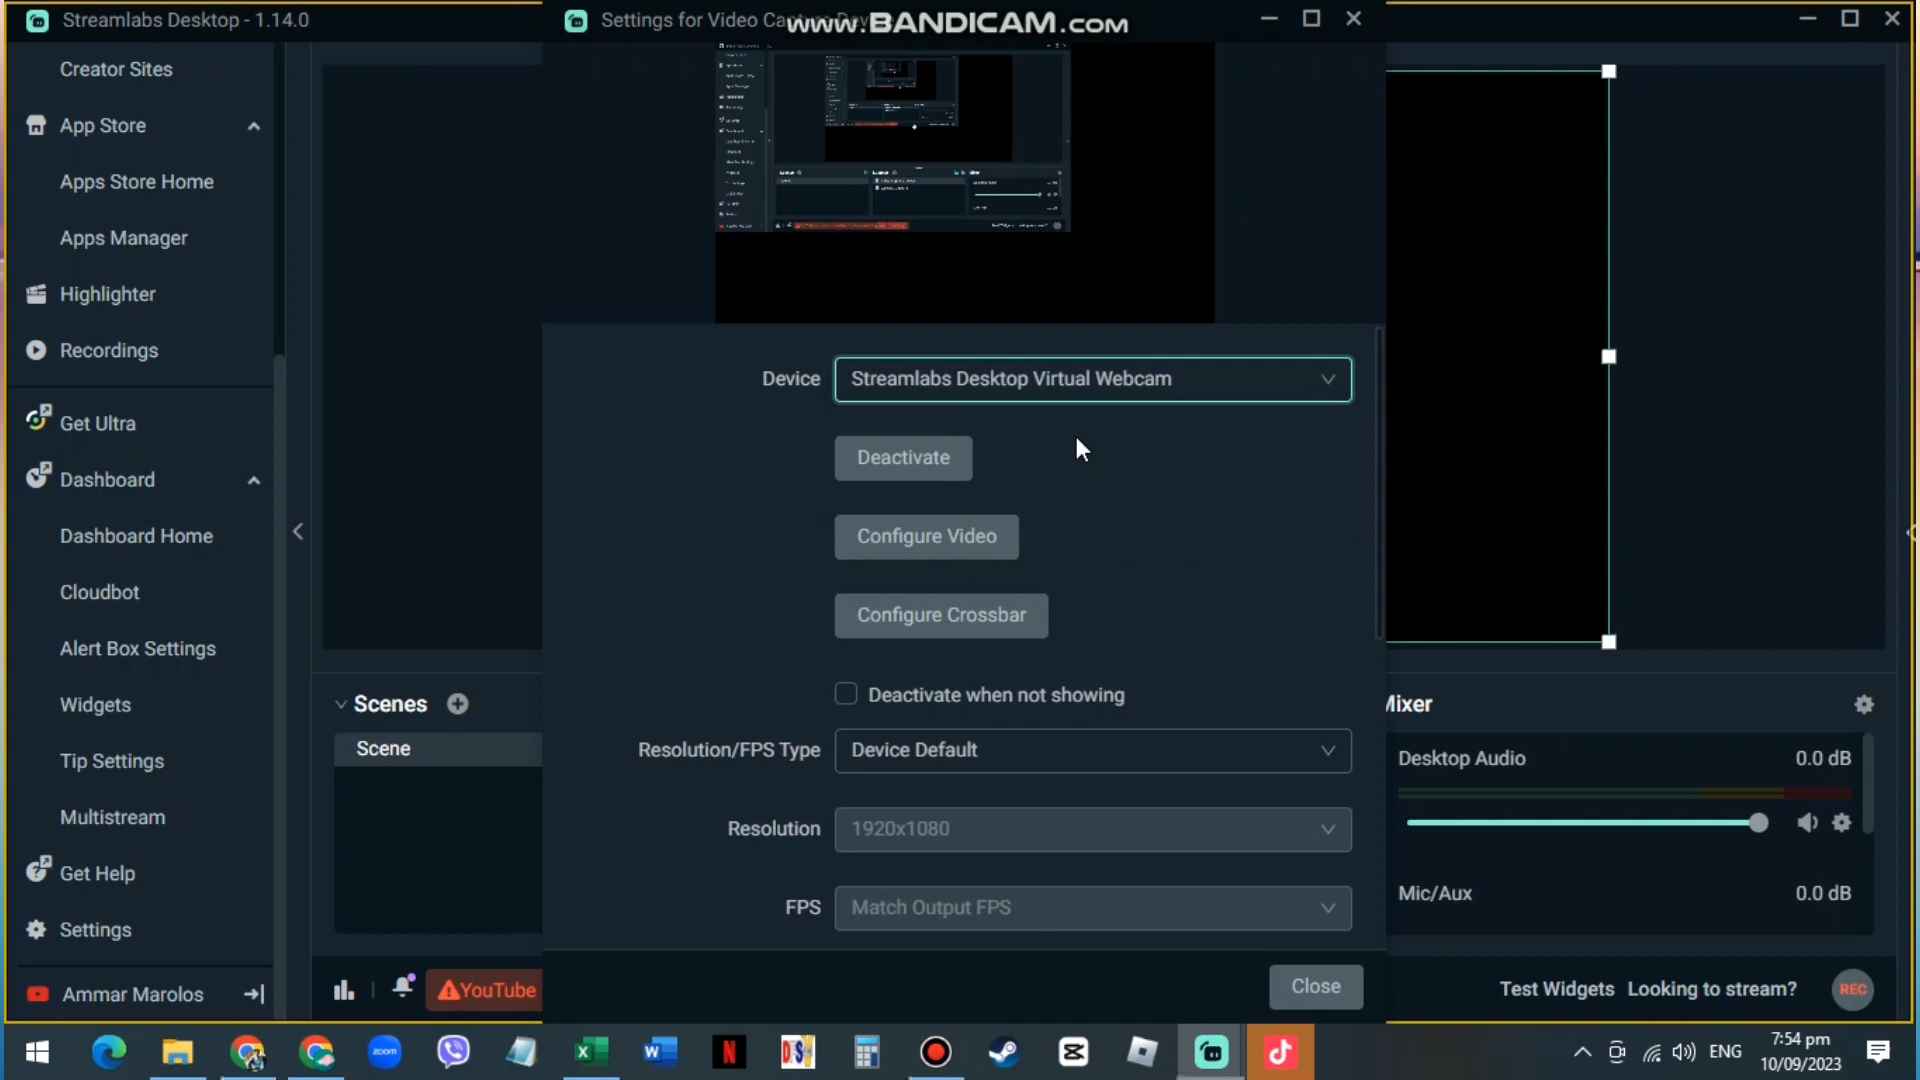 Streamlabs Desktop - 1.14.0
Settings for Video Capture Device
www.BANDICAM.com
Creator Sites
App Store
Apps Store Home
Apps Manager
Highlighter
Recordings
Get Ultra
Dashboard
Dashboard Home
Cloudbot
Alert Box Settings
Widgets
Tip Settings
Multistream
Get Help
Settings
Ammar Marolos
Device
Streamlabs Desktop Virtual Webcam
Deactivate
Configure Video
Configure Crossbar
Deactivate when not showing
Resolution/FPS Type
Device Default
Resolution
1920x1080
FPS
Match Output FPS
Close
Scenes
Scene
YouTube
Mixer
Desktop Audio
0.0 dB
Mic/Aux
0.0 dB
Test Widgets
Looking to stream?
REC
zoom
N
ENG
7:54 pm
10/09/2023